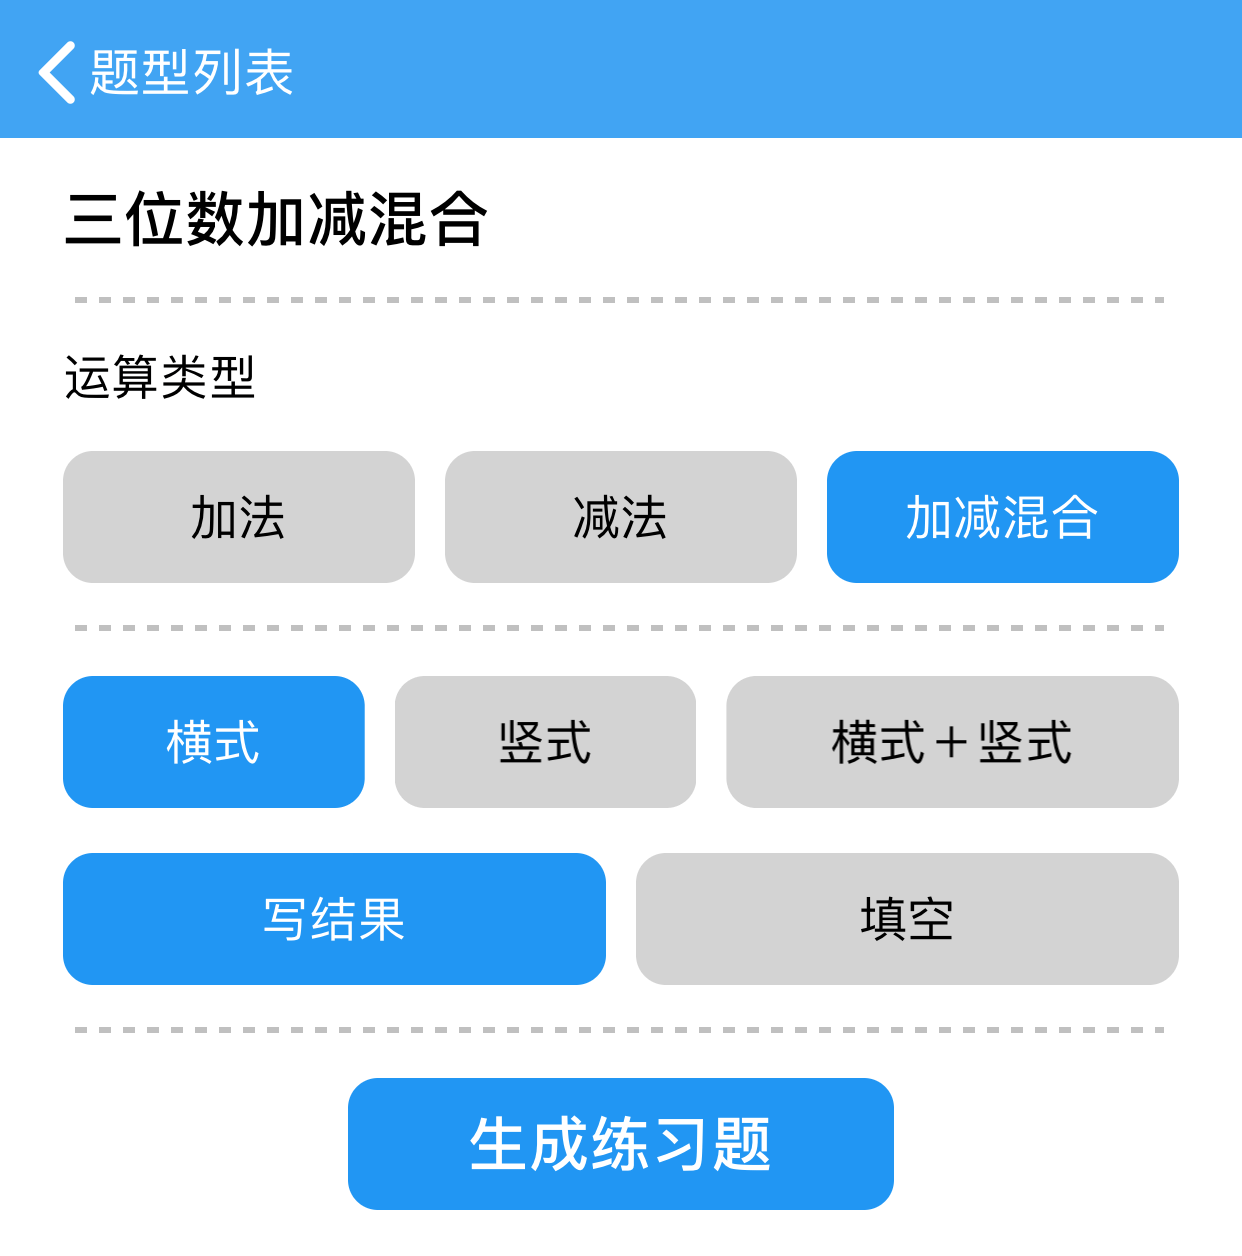 题型列表
三位数加减混合
运算类型
加法 减法 加减混合
横式 竖式 横式＋竖式
写结果 填空
生成练习题